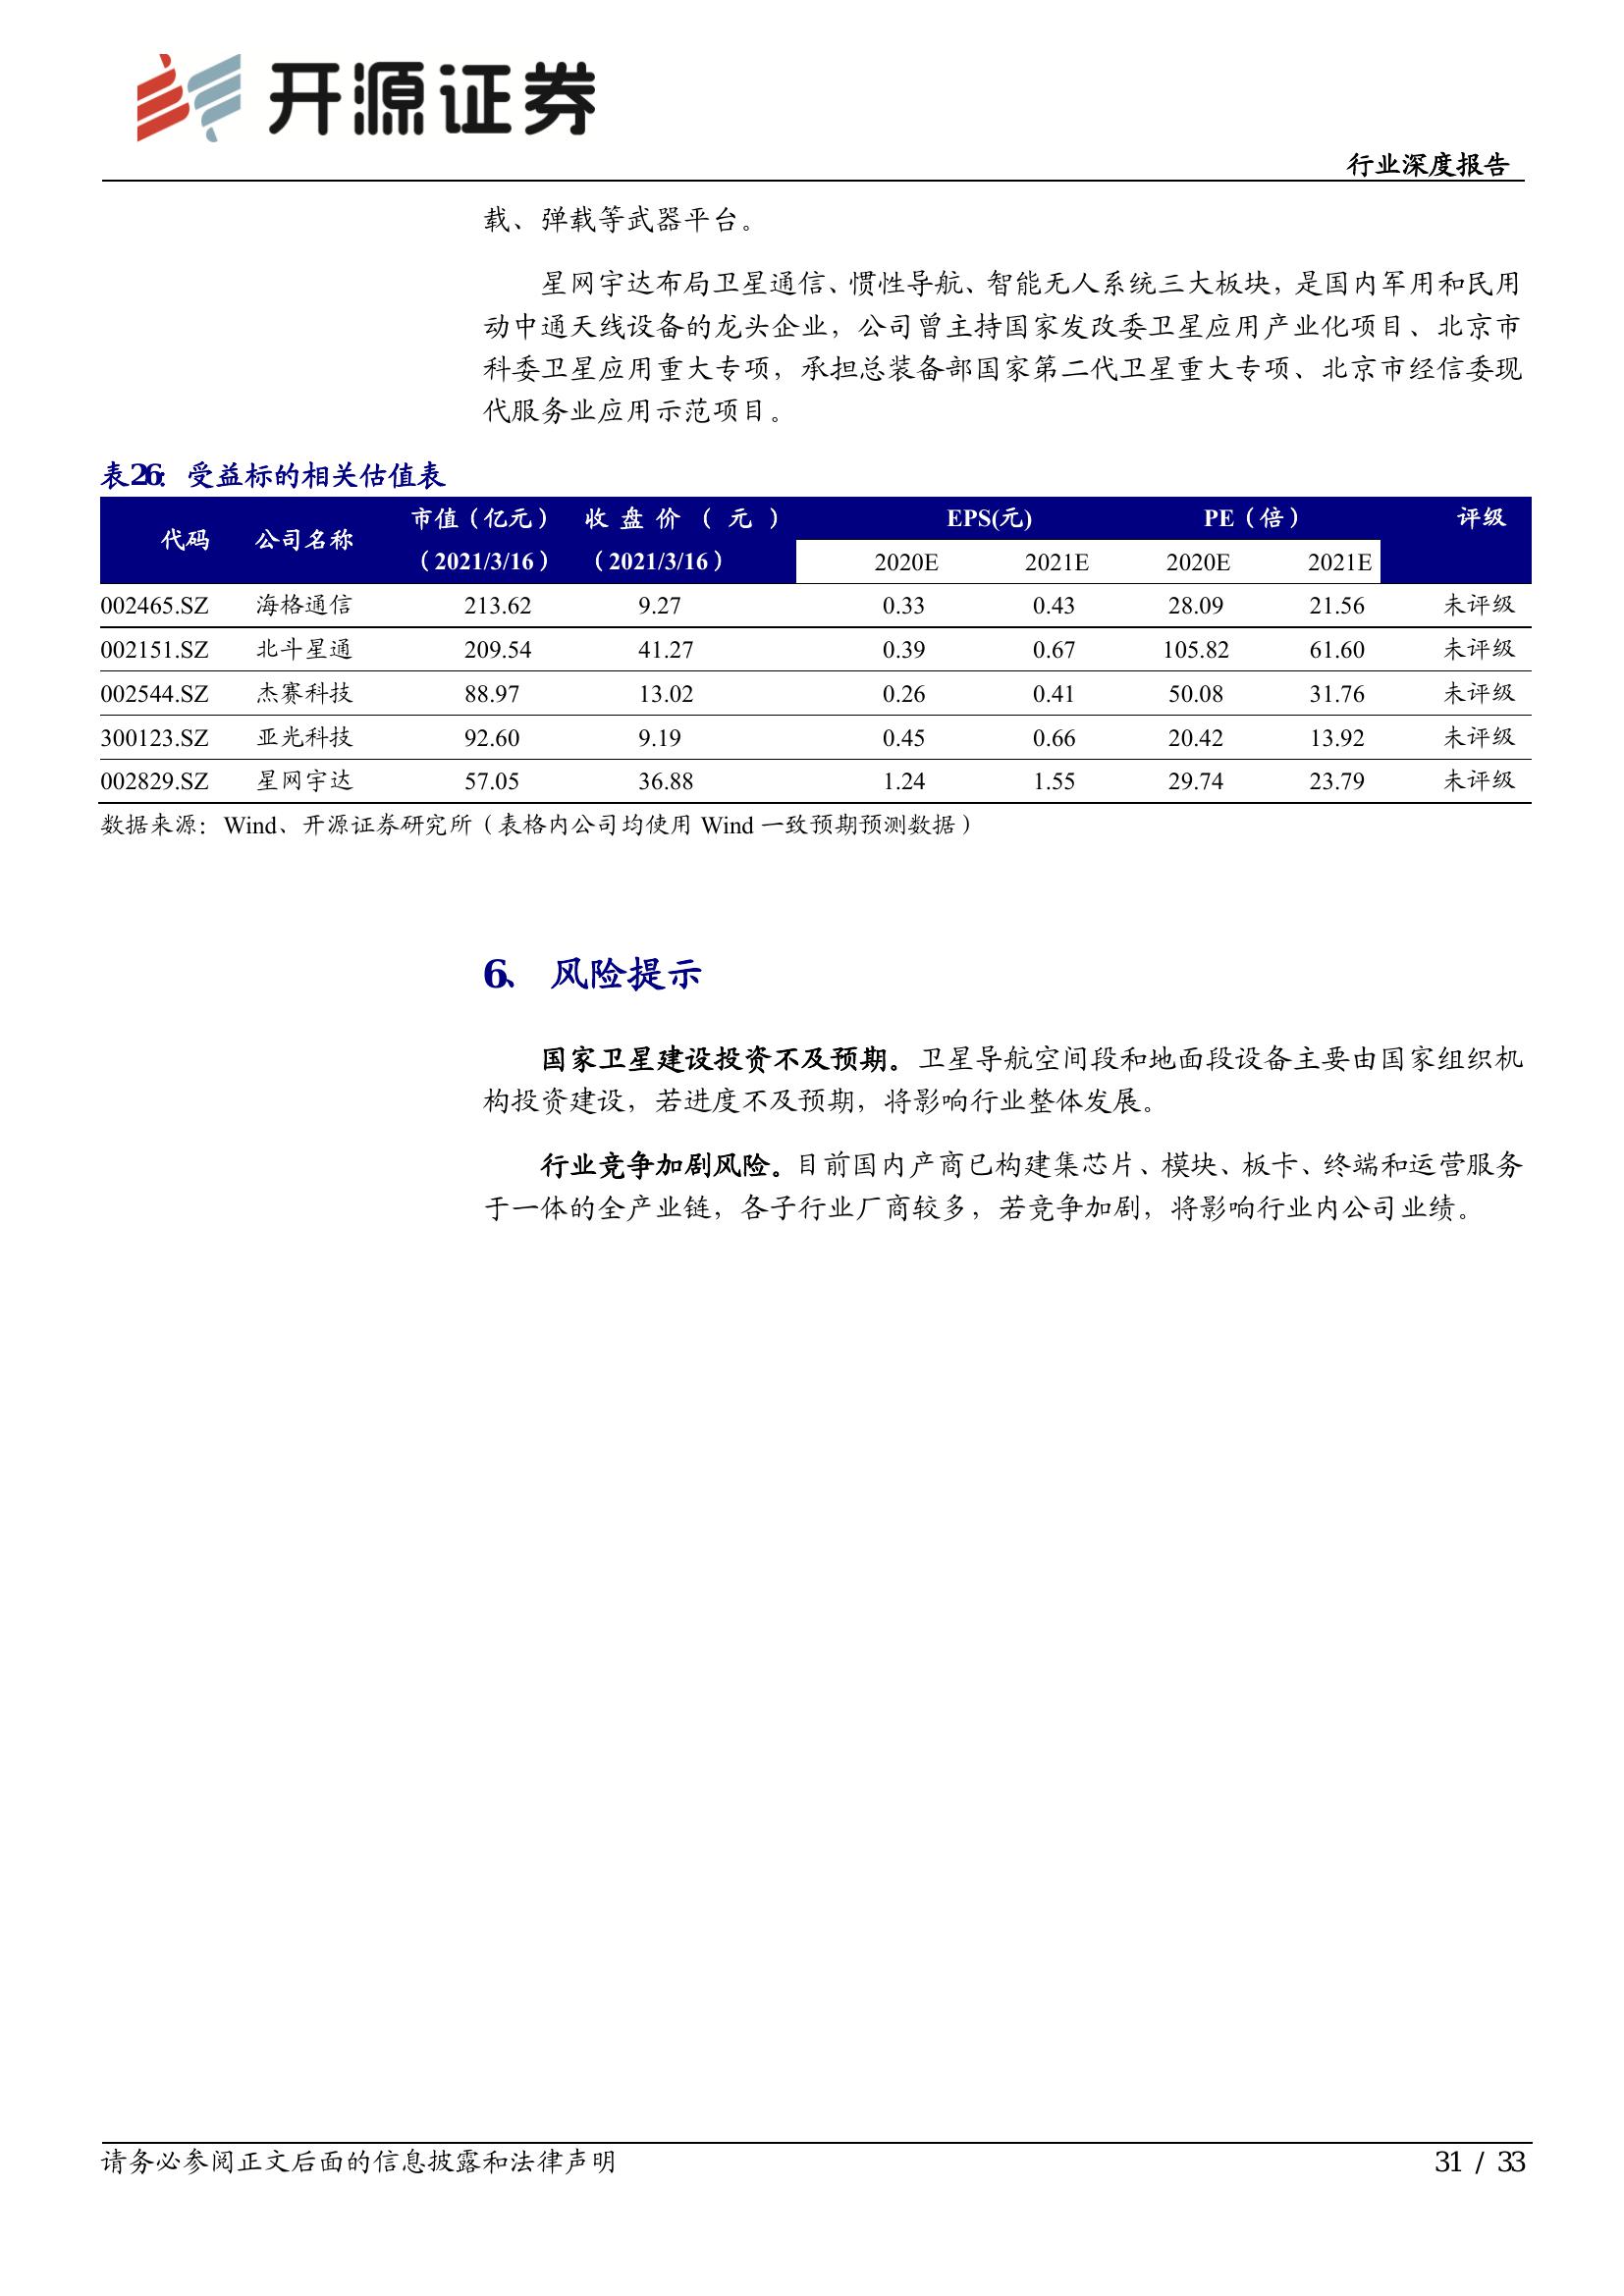 开源证券
行业深度报告
载、弹载等武器平台。
星网宇达布局卫星通信、惯性导航、智能无人系统三大板块，是国内军用和民用
动中通天线设备的龙头企业，公司曾主持国家发改委卫星应用产业化项目、北京市
科委卫星应用重大专项，承担总装备部国家第二代卫星重大专项、北京市经信委现
代服务业应用示范项目。
表26：受益标的相关估值表
代码 公司名称 市值（亿元） 收盘价（元） EPS(元) PE（倍） 评级
（2021/3/16） （2021/3/16） 2020E 2021E 2020E 2021E
002465.SZ 海格通信 213.62 9.27 0.33 0.43 28.09 21.56 未评级
002151.SZ 北斗星通 209.54 41.27 0.39 0.67 105.82 61.60 未评级
002544.SZ 杰赛科技 88.97 13.02 0.26 0.41 50.08 31.76 未评级
300123.SZ 亚光科技 92.60 9.19 0.45 0.66 20.42 13.92 未评级
002829.SZ 星网宇达 57.05 36.88 1.24 1.55 29.74 23.79 未评级
数据来源：Wind、开源证券研究所（表格内公司均使用 Wind 一致预期预测数据）
6、 风险提示
国家卫星建设投资不及预期。卫星导航空间段和地面段设备主要由国家组织机
构投资建设，若进度不及预期，将影响行业整体发展。
行业竞争加剧风险。目前国内产商已构建集芯片、模块、板卡、终端和运营服务
于一体的全产业链，各子行业厂商较多，若竞争加剧，将影响行业内公司业绩。
请务必参阅正文后面的信息披露和法律声明
31 / 33